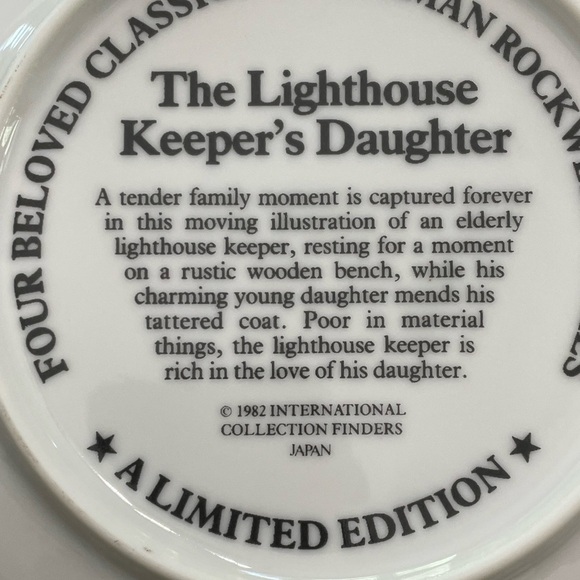 FOUR BELOVED CLASSIC
MAN ROCKW
ES
The Lighthouse
Keeper's Daughter
A tender family moment is captured forever
in this moving illustration of an elderly
lighthouse keeper, resting for a moment
on a rustic wooden bench, while his
charming young daughter mends his
tattered coat. Poor in material
things, the lighthouse keeper is
rich in the love of his daughter.
© 1982 INTERNATIONAL
COLLECTION FINDERS
JAPAN
★ A LIMITED EDITION ★